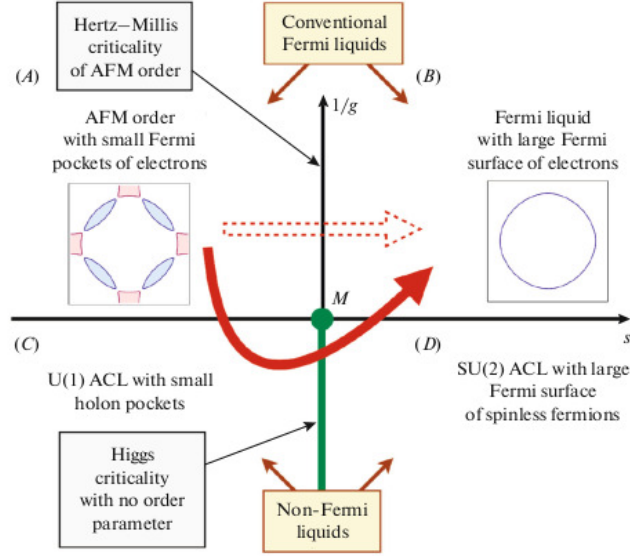 Hertz−Millis
criticality
of AFM order
Conventional
Fermi liquids
(A)
(B)
1/g
AFM order
with small Fermi
pockets of electrons
Fermi liquid
with large Fermi
surface of electrons
M
s
(C)
(D)
U(1) ACL with small
holon pockets
SU(2) ACL with large
Fermi surface
of spinless fermions
Higgs
criticality
with no order
parameter
Non-Fermi
liquids